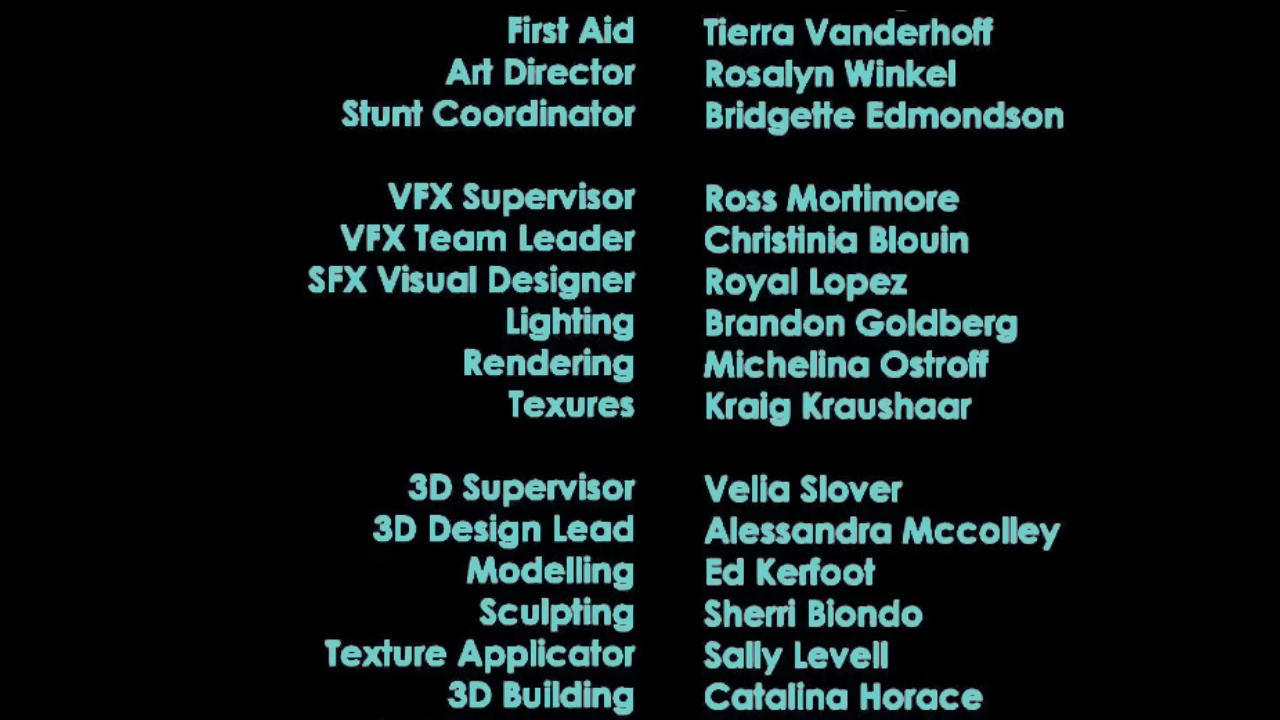 First Aid Tierra Vanderhoff
Art Director Rosalyn Winkel
Stunt Coordinator Bridgette Edmondson
VFX Supervisor Ross Mortimore
VFX Team Leader Christinia Blouin
SFX Visual Designer Royal Lopez
Lighting Brandon Goldberg
Rendering Michelina Ostroff
Texures Kraig Kraushaar
3D Supervisor Velia Slover
3D Design Lead Alessandra Mccolley
Modelling Ed Kerfoot
Sculpting Sherri Biondo
Texture Applicator Sally Levell
3D Building Catalina Horace